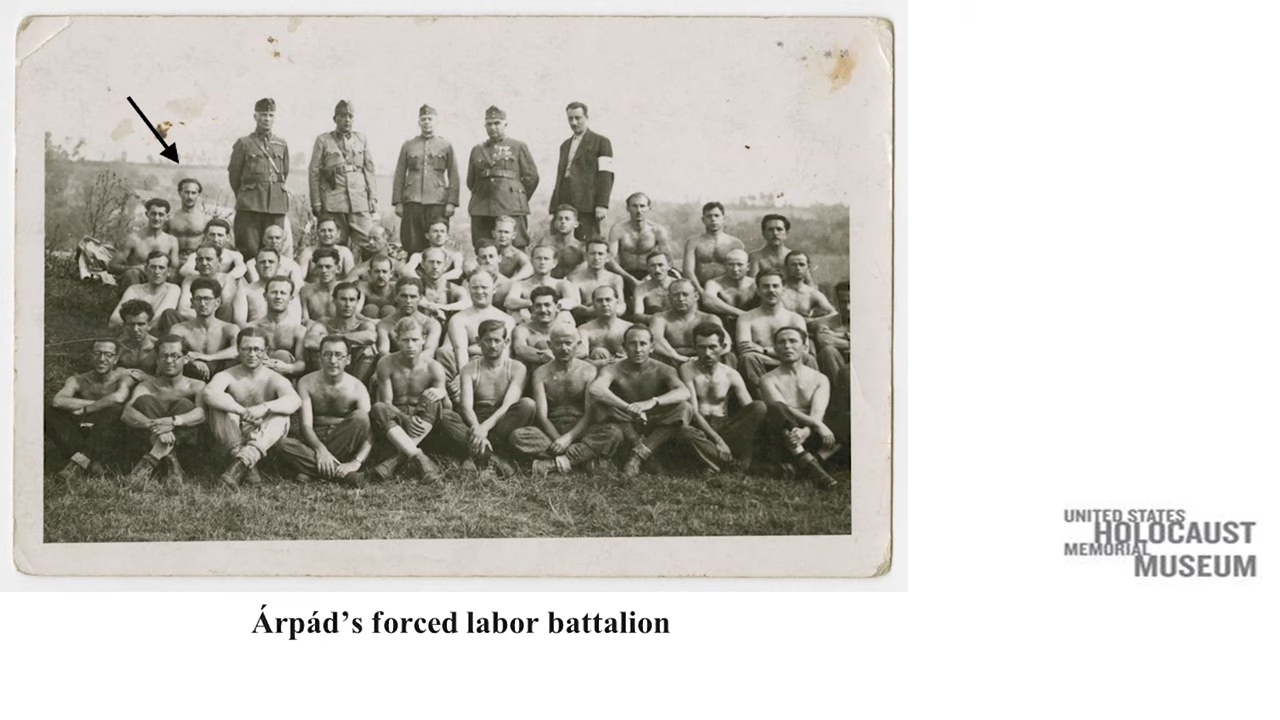 Árpád’s forced labor battalion
UNITED STATES
HOLOCAUST
MEMORIAL
MUSEUM